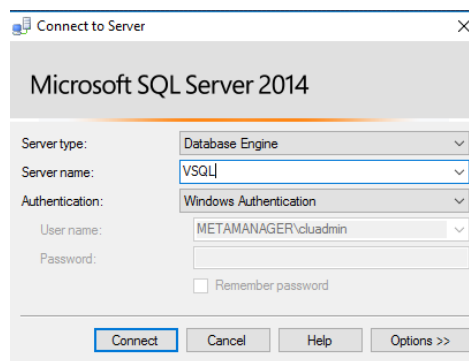 Connect to Server
Microsoft SQL Server 2014
Server type: Database Engine
Server name: VSQL
Authentication: Windows Authentication
User name: METAMANAGER\cluadmin
Password:
Remember password
Connect Cancel Help Options >>